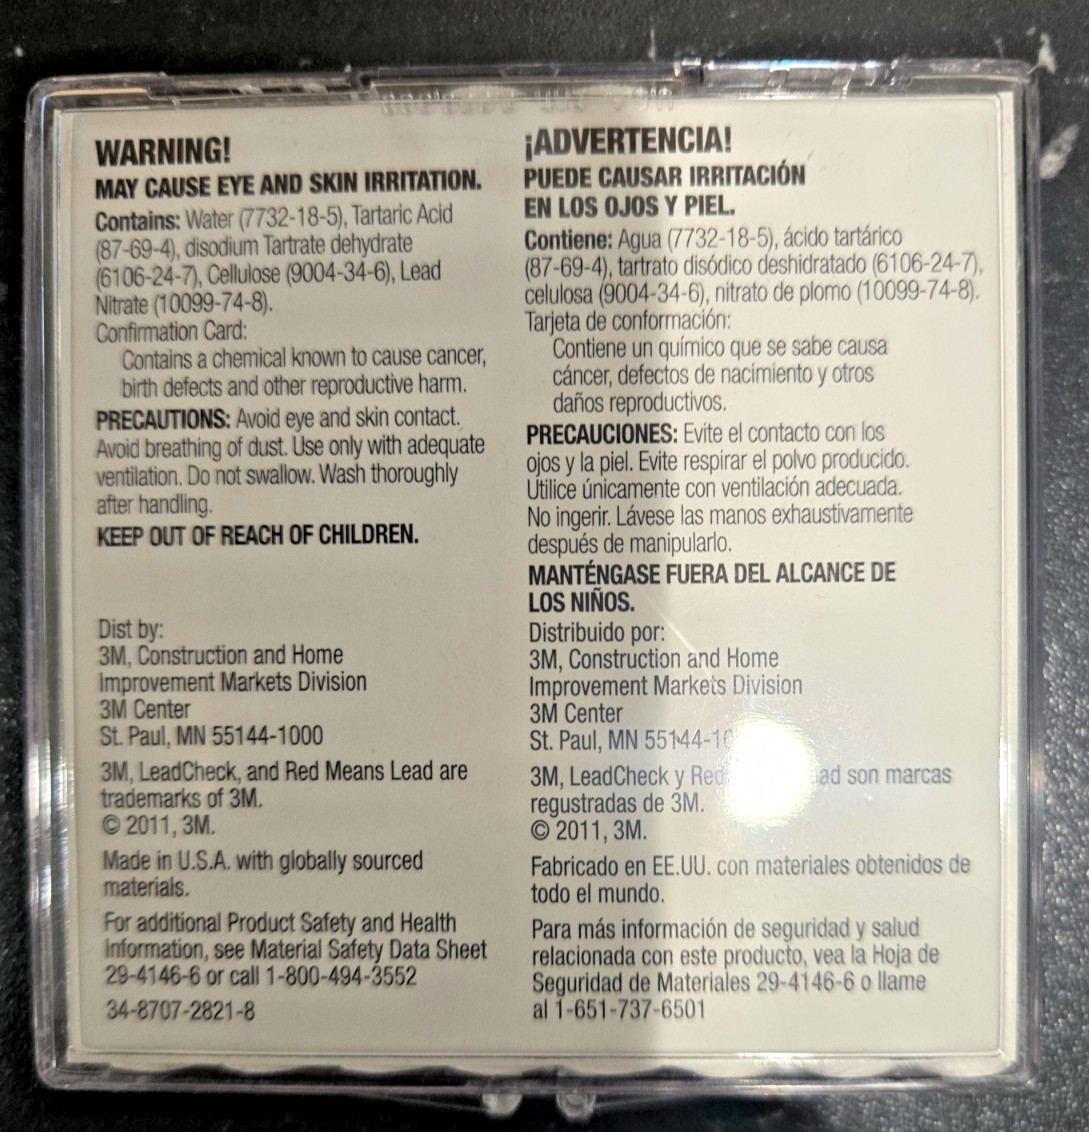 WARNING!
MAY CAUSE EYE AND SKIN IRRITATION.
Contains: Water (7732-18-5), Tartaric Acid
(87-69-4), disodium Tartrate dehydrate
(6106-24-7), Cellulose (9004-34-6), Lead
Nitrate (10099-74-8).
Confirmation Card:
Contains a chemical known to cause cancer,
birth defects and other reproductive harm.
PRECAUTIONS: Avoid eye and skin contact.
Avoid breathing of dust. Use only with adequate
ventilation. Do not swallow. Wash thoroughly
after handling.
KEEP OUT OF REACH OF CHILDREN.
Dist by:
3M, Construction and Home
Improvement Markets Division
3M Center
St. Paul, MN 55144-1000
3M, LeadCheck, and Red Means Lead are
trademarks of 3M.
© 2011, 3M.
Made in U.S.A. with globally sourced
materials.
For additional Product Safety and Health
Information, see Material Safety Data Sheet
29-4146-6 or call 1-800-494-3552
34-8707-2821-8
¡ADVERTENCIA!
PUEDE CAUSAR IRRITACIÓN
EN LOS OJOS Y PIEL.
Contiene: Agua (7732-18-5), ácido tartárico
(87-69-4), tartrato disódico deshidratado (6106-24-7),
celulosa (9004-34-6), nitrato de plomo (10099-74-8).
Tarjeta de conformación:
Contiene un químico que se sabe causa
cáncer, defectos de nacimiento y otros
daños reproductivos.
PRECAUCIONES: Evite el contacto con los
ojos y la piel. Evite respirar el polvo producido.
Utilice únicamente con ventilación adecuada.
No ingerir. Lávese las manos exhaustivamente
después de manipularlo.
MANTÉNGASE FUERA DEL ALCANCE DE
LOS NIÑOS.
Distribuido por:
3M, Construction and Home
Improvement Markets Division
3M Center
St. Paul, MN
3M, LeadCheck y Red son marcas
regustradas de 3M.
© 2011, 3M.
Fabricado en EE.UU. con materiales obtenidos de
todo el mundo.
Para más información de seguridad y salud
relacionada con este producto, vea la Hoja de
Seguridad de Materiales 29-4146-6 o llame
al 1-651-737-6501